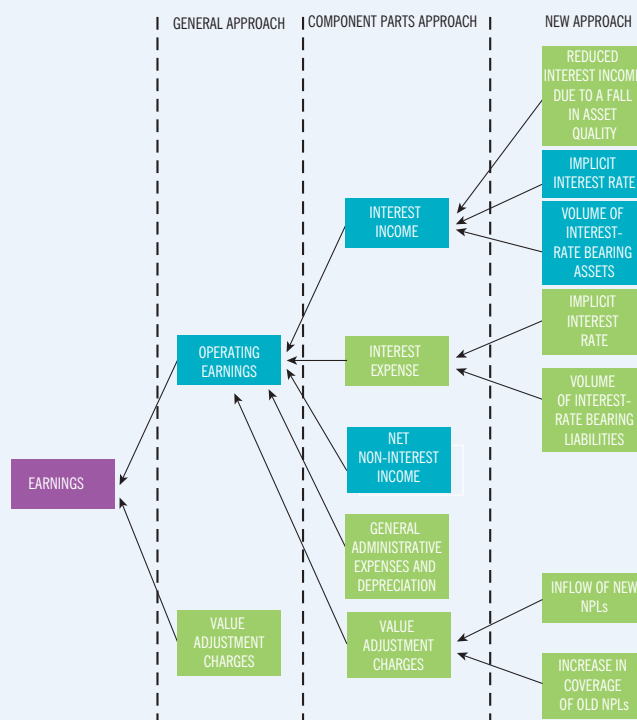 GENERAL APPROACH
COMPONENT PARTS APPROACH
NEW APPROACH
REDUCED
INTEREST INCOME
DUE TO A FALL
IN ASSET
QUALITY
IMPLICIT
INTEREST RATE
VOLUME OF
INTEREST-
RATE BEARING
ASSETS
INTEREST
INCOME
IMPLICIT
INTEREST
RATE
OPERATING
EARNINGS
INTEREST
EXPENSE
VOLUME
OF INTEREST-
RATE BEARING
LIABILITIES
NET
NON-INTEREST
INCOME
EARNINGS
GENERAL
ADMINISTRATIVE
EXPENSES AND
DEPRECIATION
INFLOW OF NEW
NPLs
VALUE
ADJUSTMENT
CHARGES
VALUE
ADJUSTMENT
CHARGES
INCREASE IN
COVERAGE
OF OLD NPLs